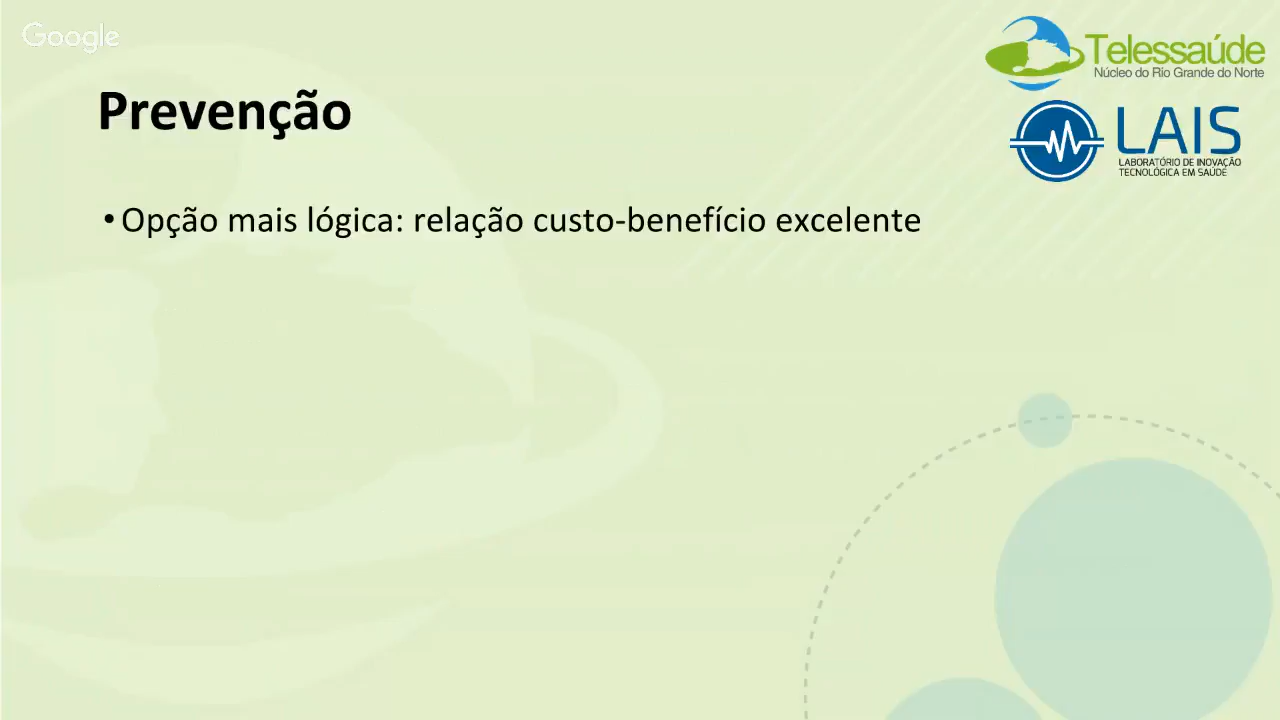 Google
Telessaúde
Núcleo do Rio Grande do Norte
LAIS
LABORATÓRIO DE INOVAÇÃO
TECNOLÓGICA EM SAÚDE
Prevenção
• Opção mais lógica: relação custo-benefício excelente